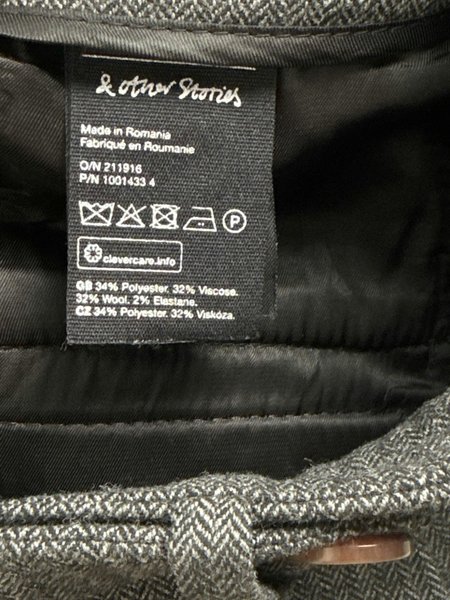 & other Stories
Made in Romania
Fabriqué en Roumanie
O/N 211916
P/N 1001433 4
P
clevercare.info
GB 34% Polyester. 32% Viscose.
32% Wool. 2% Elastane.
CZ 34% Polyester. 32% Viskóza.